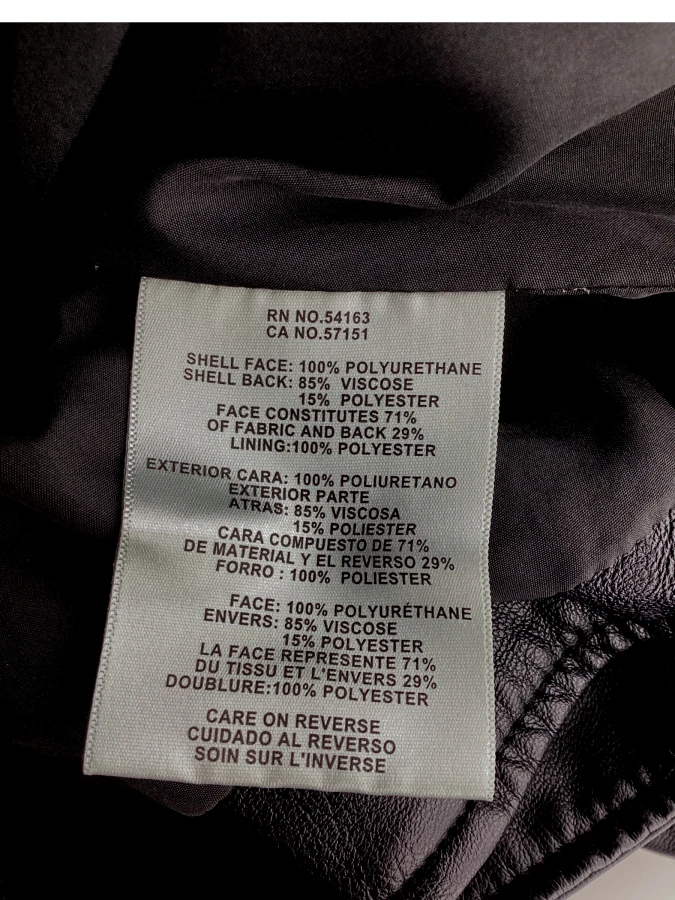 RN NO.54163
CA NO.57151
SHELL FACE: 100% POLYURETHANE
SHELL BACK: 85% VISCOSE
15% POLYESTER
FACE CONSTITUTES 71%
OF FABRIC AND BACK 29%
LINING:100% POLYESTER
EXTERIOR CARA: 100% POLIURETANO
EXTERIOR PARTE
ATRAS: 85% VISCOSA
15% POLIESTER
CARA COMPUESTO DE 71%
DE MATERIAL Y EL REVERSO 29%
FORRO : 100% POLIESTER
FACE: 100% POLYURÉTHANE
ENVERS: 85% VISCOSE
15% POLYESTER
LA FACE REPRESENTE 71%
DU TISSU ET L'ENVERS 29%
DOUBLURE:100% POLYESTER
CARE ON REVERSE
CUIDADO AL REVERSO
SOIN SUR L'INVERSE